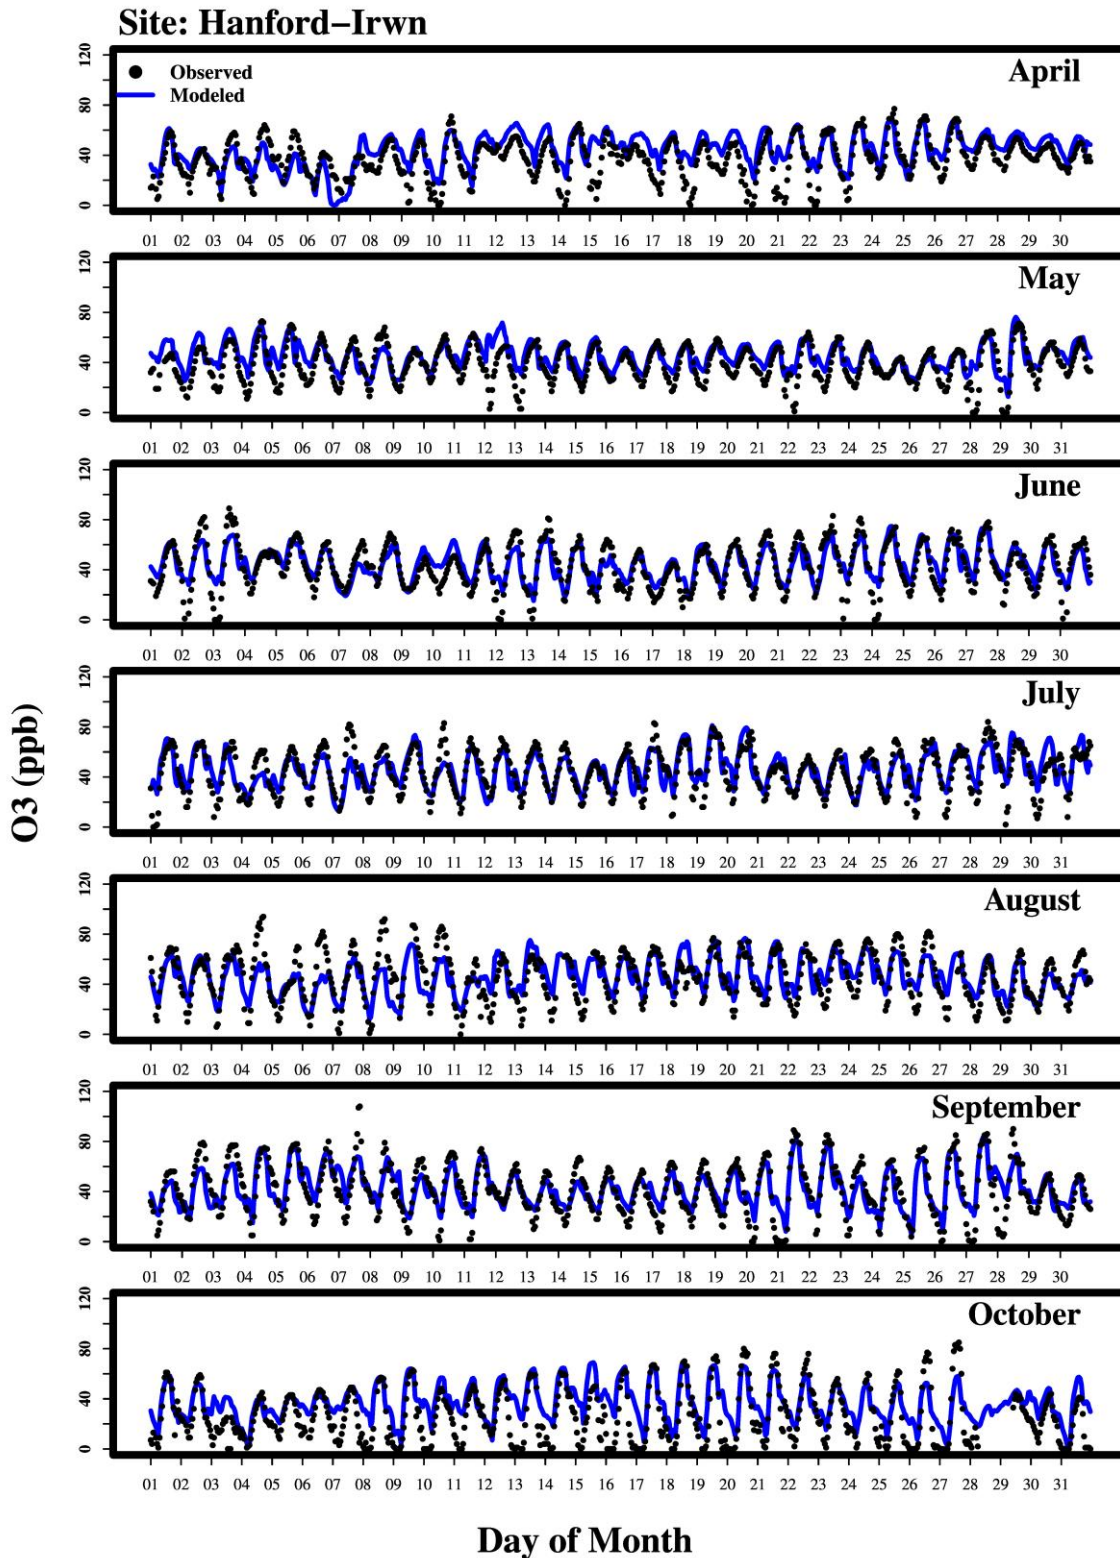 Site: Hanford–Irwn
120
80
40
0
Observed
Modeled
April
01 02 03 04 05 06 07 08 09 10 11 12 13 14 15 16 17 18 19 20 21 22 23 24 25 26 27 28 29 30
120
80
40
0
May
01 02 03 04 05 06 07 08 09 10 11 12 13 14 15 16 17 18 19 20 21 22 23 24 25 26 27 28 29 30 31
120
80
40
0
June
01 02 03 04 05 06 07 08 09 10 11 12 13 14 15 16 17 18 19 20 21 22 23 24 25 26 27 28 29 30
O3 (ppb)
120
80
40
0
July
01 02 03 04 05 06 07 08 09 10 11 12 13 14 15 16 17 18 19 20 21 22 23 24 25 26 27 28 29 30 31
120
80
40
0
August
01 02 03 04 05 06 07 08 09 10 11 12 13 14 15 16 17 18 19 20 21 22 23 24 25 26 27 28 29 30 31
120
80
40
0
September
01 02 03 04 05 06 07 08 09 10 11 12 13 14 15 16 17 18 19 20 21 22 23 24 25 26 27 28 29 30
120
80
40
0
October
01 02 03 04 05 06 07 08 09 10 11 12 13 14 15 16 17 18 19 20 21 22 23 24 25 26 27 28 29 30 31
Day of Month